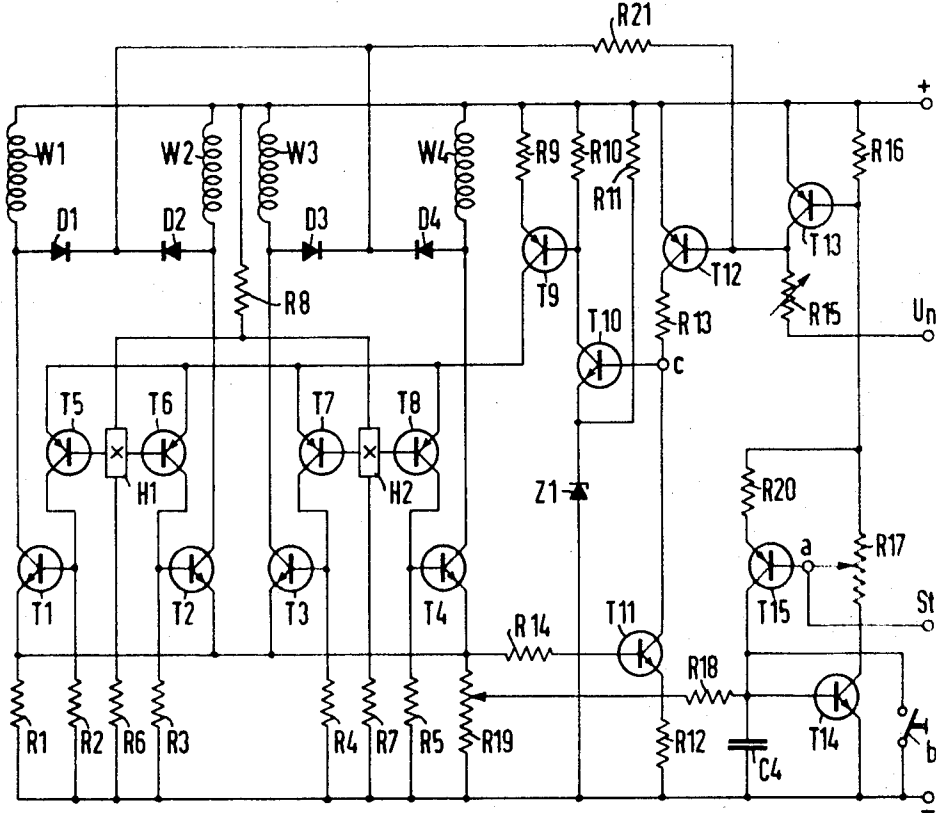 R21
+
W1 W2 W3 W4 R9 R10 R11 R16
D1 D2 D3 D4
T13
R8 T9 T12 R15 Un
T10 R13
c
T5 T6 T7 T8
H1 H2 Z1 R20
a R17
T1 T2 T3 T4 T15 St
R14 T11
R18
R1 R2 R6 R3 R4 R7 R5 R19 R12 C4 T14 b
–